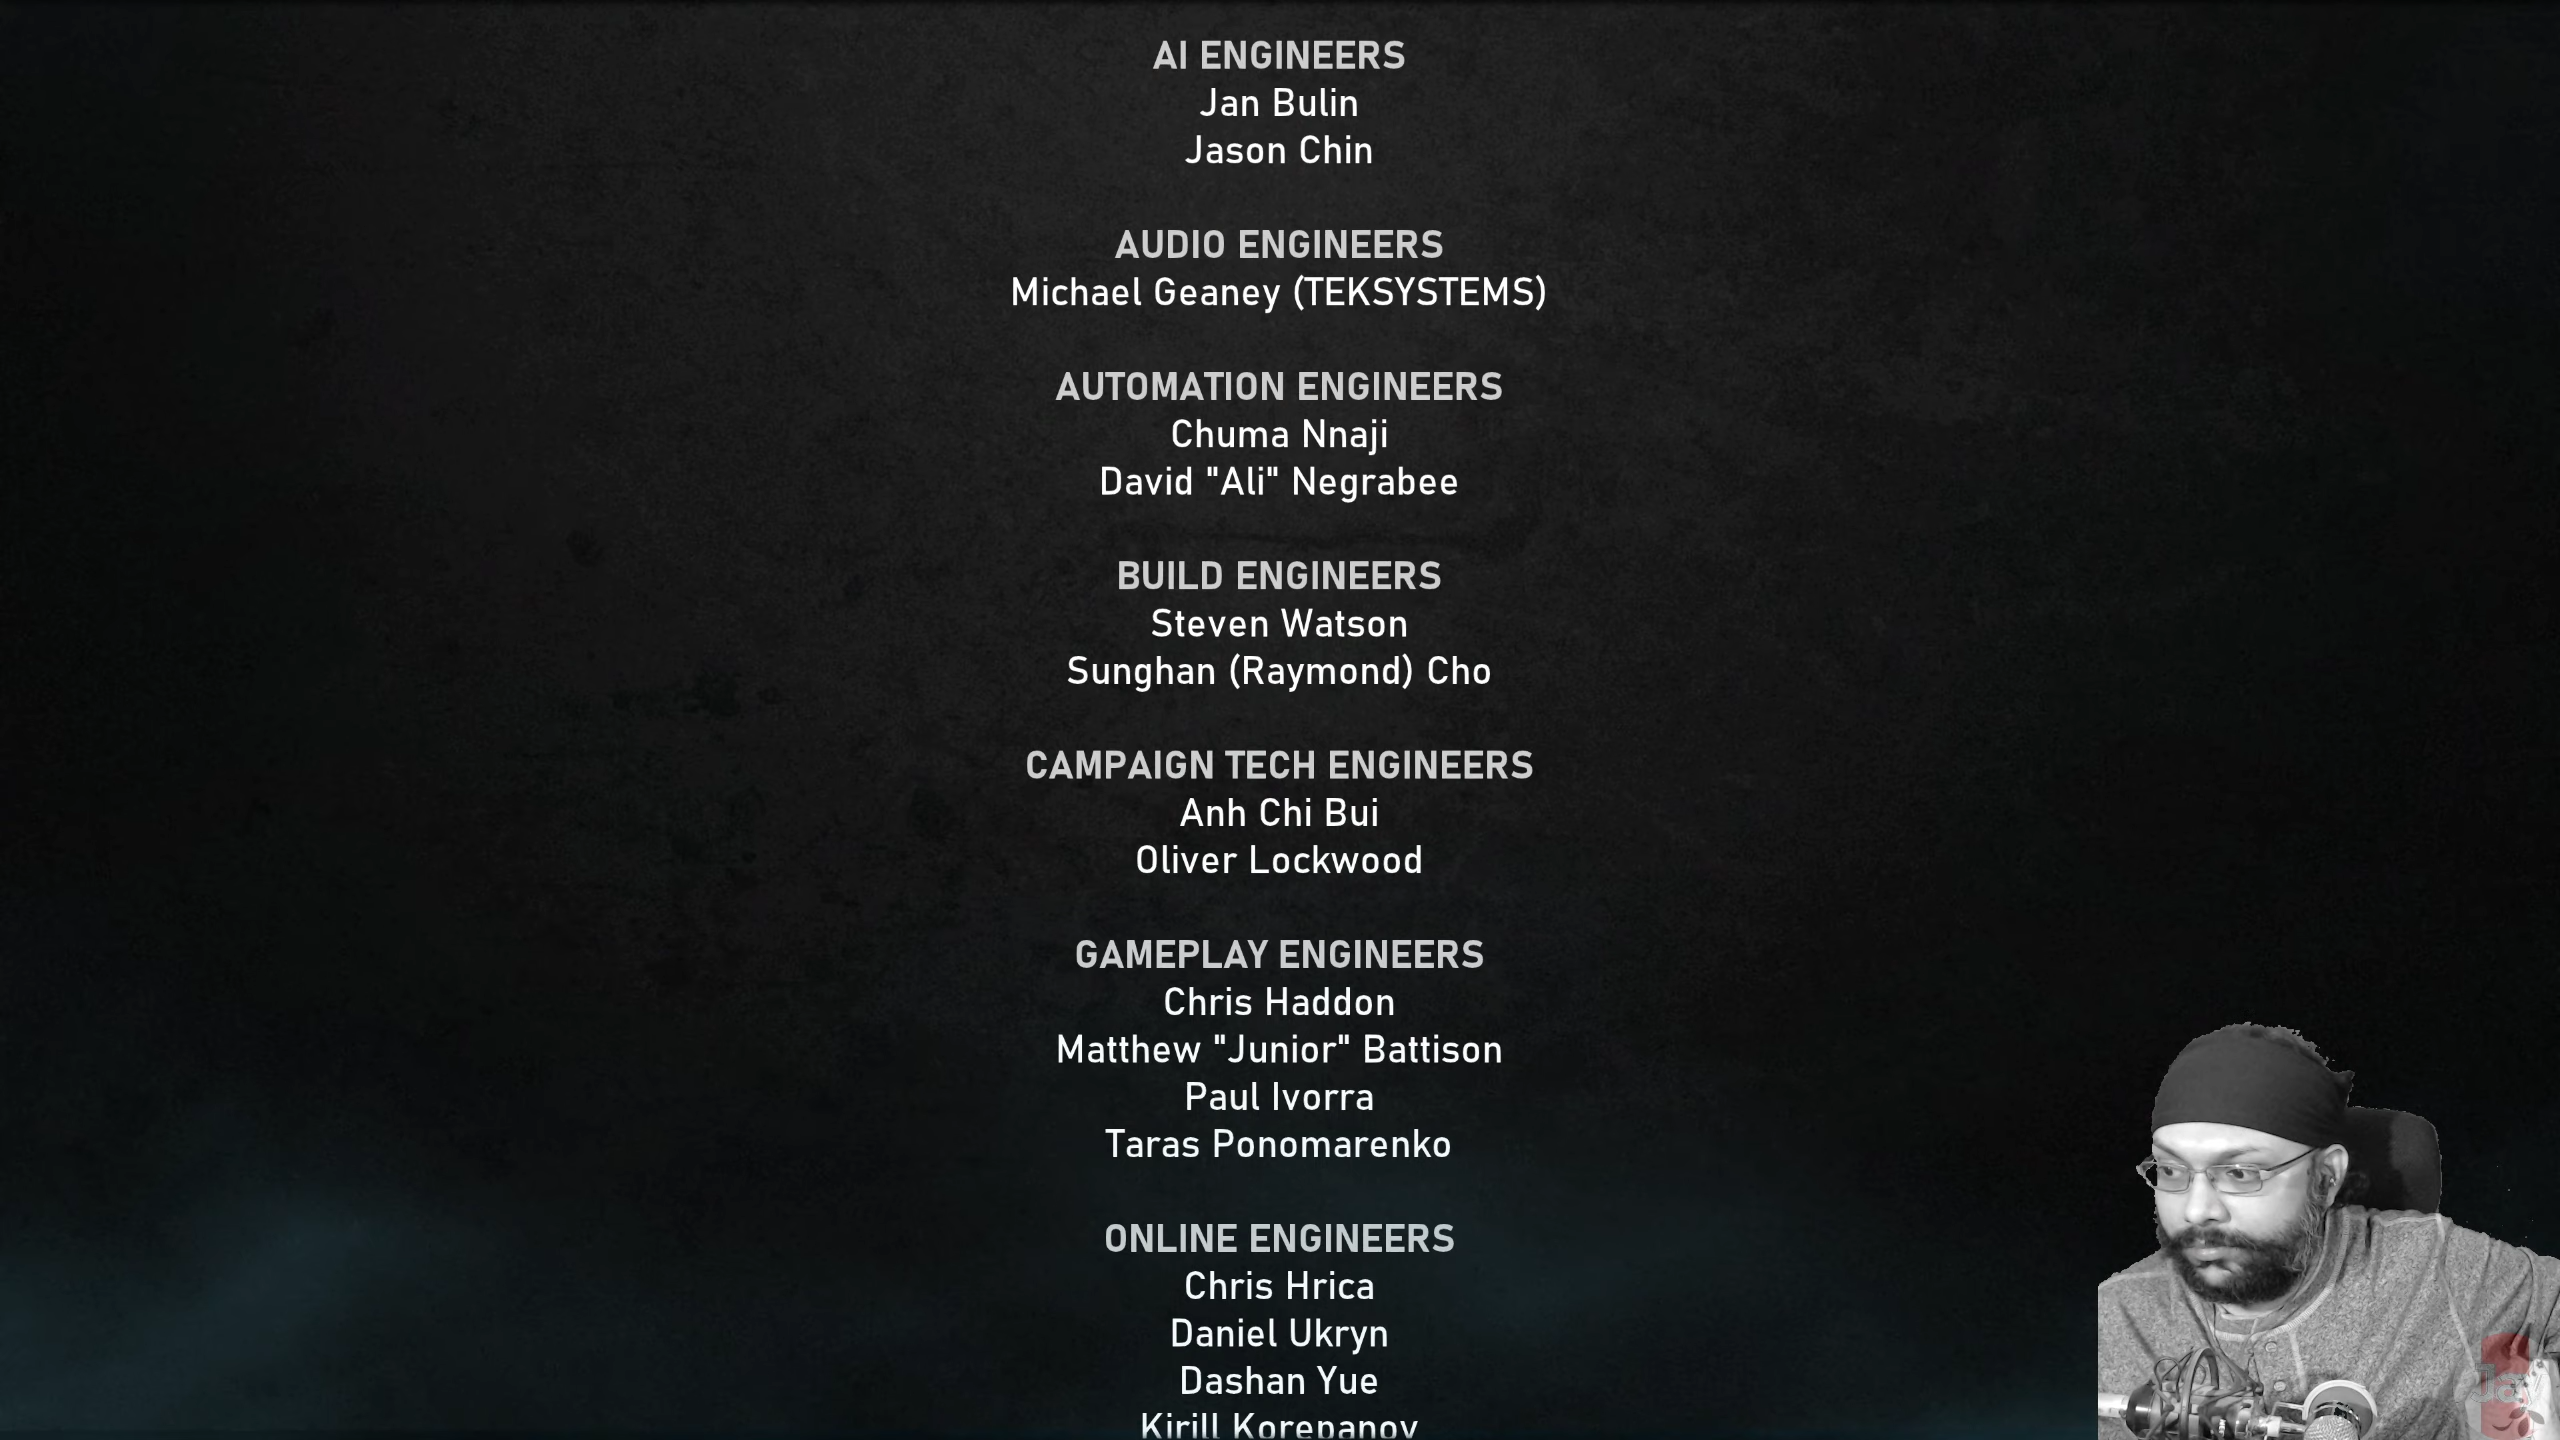 AI ENGINEERS
Jan Bulin
Jason Chin
AUDIO ENGINEERS
Michael Geaney (TEKSYSTEMS)
AUTOMATION ENGINEERS
Chuma Nnaji
David "Ali" Negrabee
BUILD ENGINEERS
Steven Watson
Sunghan (Raymond) Cho
CAMPAIGN TECH ENGINEERS
Anh Chi Bui
Oliver Lockwood
GAMEPLAY ENGINEERS
Chris Haddon
Matthew "Junior" Battison
Paul Ivorra
Taras Ponomarenko
ONLINE ENGINEERS
Chris Hrica
Daniel Ukryn
Dashan Yue
Kirill Korepanov